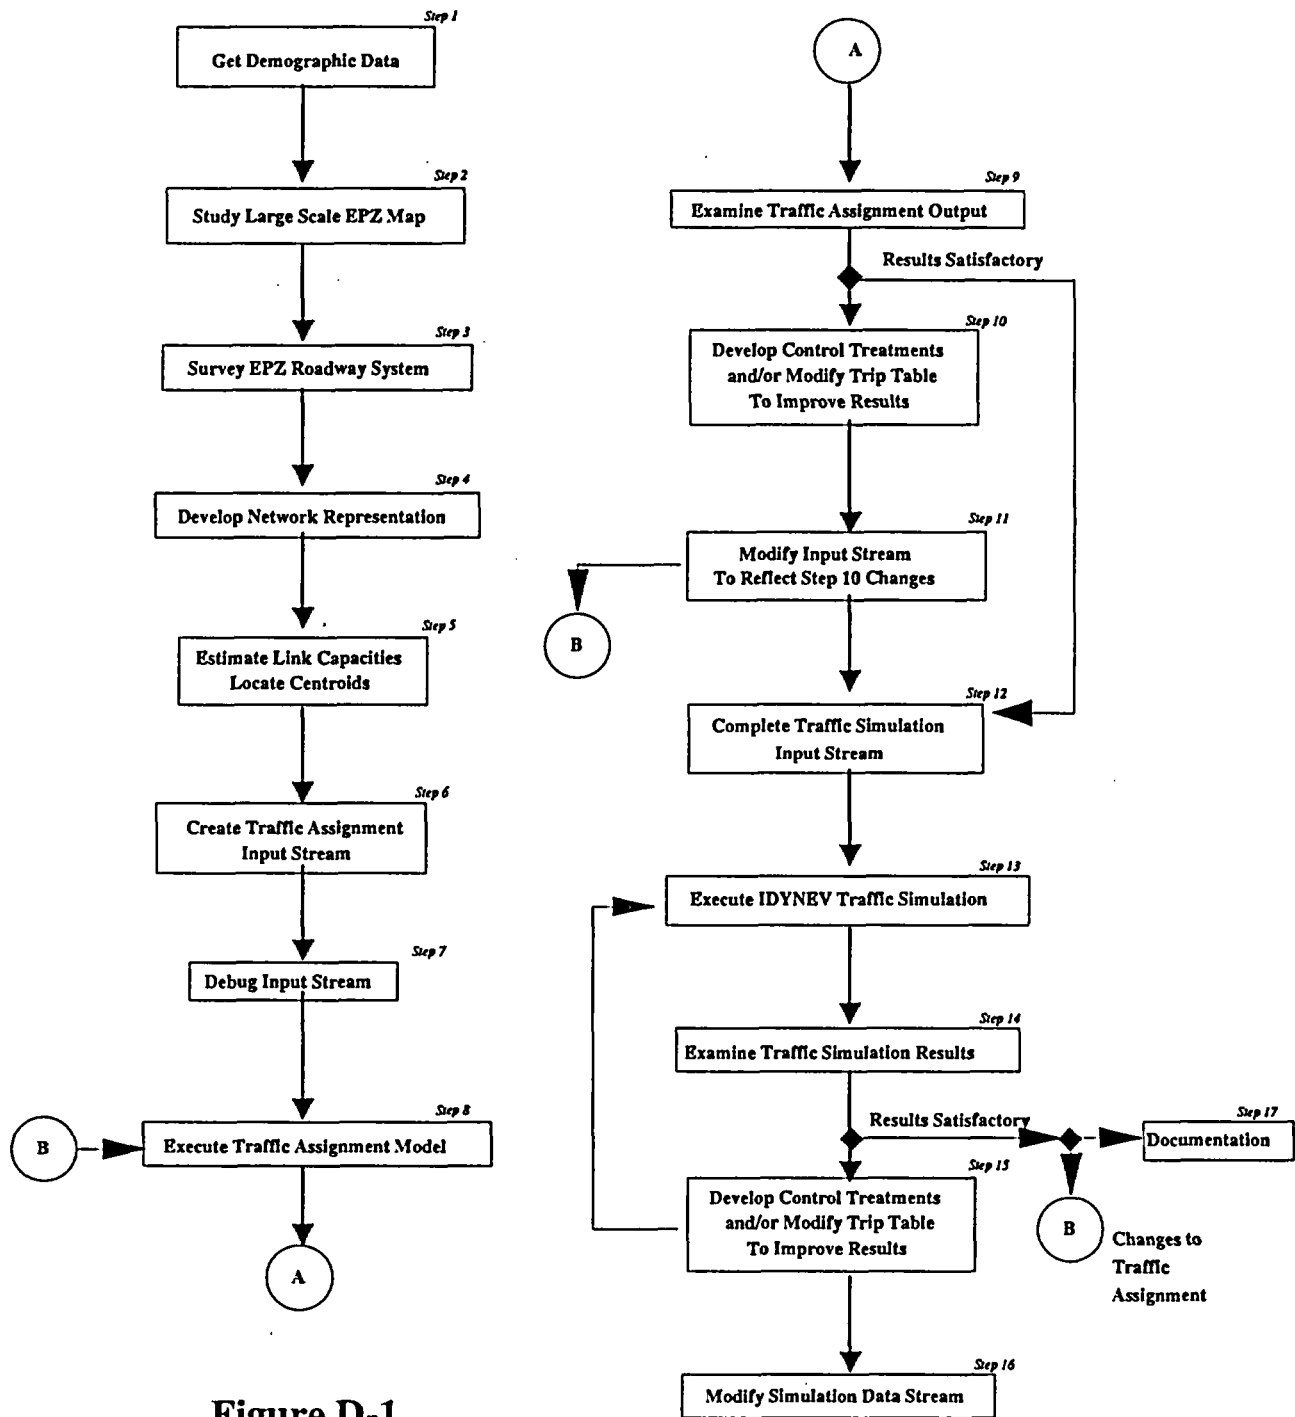 Step 1
Get Demographic Data
Step 2
Study Large Scale EPZ Map
Step 3
Survey EPZ Roadway System
Step 4
Develop Network Representation
Step 5
Estimate Link Capacities
Locate Centroids
Step 6
Create Traffic Assignment
Input Stream
Step 7
Debug Input Stream
Step 8
B
Execute Traffic Assignment Model
A
Figure D-1
A
Step 9
Examine Traffic Assignment Output
Results Satisfactory
Step 10
Develop Control Treatments
and/or Modify Trip Table
To Improve Results
Step 11
Modify Input Stream
To Reflect Step 10 Changes
B
Step 12
Complete Traffic Simulation
Input Stream
Step 13
Execute IDYNEV Traffic Simulation
Step 14
Examine Traffic Simulation Results
Results Satisfactory
Step 17
Documentation
Step 15
Develop Control Treatments
and/or Modify Trip Table
To Improve Results
B
Changes to
Traffic
Assignment
Step 16
Modify Simulation Data Stream